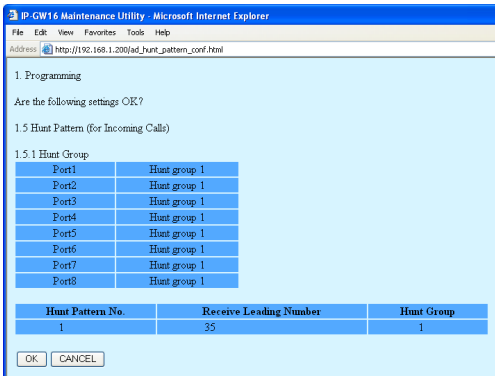 IP-GW16 Maintenance Utility - Microsoft Internet Explorer
File Edit View Favorites Tools Help
Address http://192.168.1.200/ad_hunt_pattern_conf.html
1. Programming
Are the following settings OK?
1.5 Hunt Pattern (for Incoming Calls)
1.5.1 Hunt Group
Port1 Hunt group 1
Port2 Hunt group 1
Port3 Hunt group 1
Port4 Hunt group 1
Port5 Hunt group 1
Port6 Hunt group 1
Port7 Hunt group 1
Port8 Hunt group 1
Hunt Pattern No. Receive Leading Number Hunt Group
1 35 1
OK CANCEL